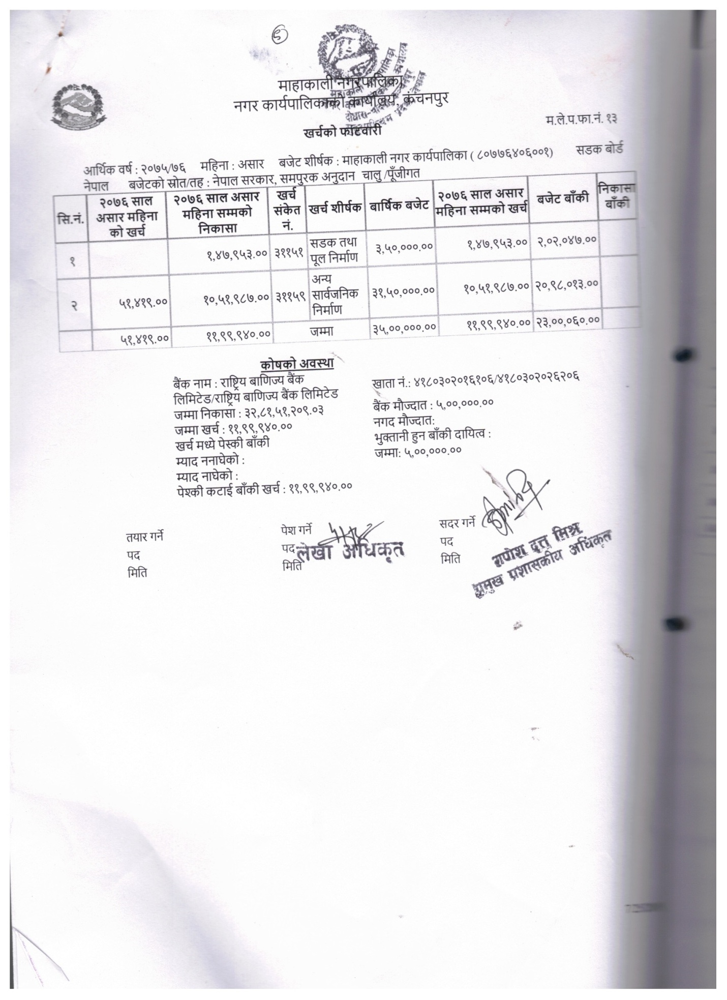 ५
माहाकाली नगरपालिका
नगर कार्यपालिकाको कार्यालय, कंचनपुर
खर्चको फाँटवारी
म.ले.प.फा.नं. १३
आर्थिक वर्ष : २०७५/७६ महिना : असार बजेट शीर्षक : माहाकाली नगर कार्यपालिका ( ८०७७६४०६००१) सडक बोर्ड
नेपाल बजेटको स्रोत/तह : नेपाल सरकार, समपुरक अनुदान चालु /पूँजीगत
सि.नं. २०७६ साल असार महिना को खर्च २०७६ साल असार महिना सम्मको निकासा खर्च संकेत नं. खर्च शीर्षक बार्षिक बजेट २०७६ साल असार महिना सम्मको खर्च बजेट बाँकी निकासा बाँकी
१ १,४७,९५३.०० ३११५१ सडक तथा पूल निर्माण ३,५०,०००.०० १,४७,९५३.०० २,०२,०४७.००
२ ५१,४१९.०० १०,५१,९८७.०० ३११५९ अन्य सार्वजनिक निर्माण ३१,५०,०००.०० १०,५१,९८७.०० २०,९८,०१३.००
५१,४१९.०० ११,९९,९४०.०० जम्मा ३५,००,०००.०० ११,९९,९४०.०० २३,००,०६०.००
कोषको अवस्था
बैंक नाम : राष्ट्रिय बाणिज्य बैंक
लिमिटेड/राष्ट्रिय बाणिज्य बैंक लिमिटेड
जम्मा निकासा : ३२,८१,५१,२०९.०३
जम्मा खर्च : ११,९९,९४०.००
खर्च मध्ये पेस्की बाँकी
म्याद ननाघेको :
म्याद नाघेको :
पेश्की कटाई बाँकी खर्च : ११,९९,९४०.००
खाता नं.: ४१८०३०२०१६१०६/४१८०३०२०२६२०६
बैंक मौज्दात : ५,००,०००.००
नगद मौज्दात:
भुक्तानी हुन बाँकी दायित्व :
जम्मा: ५,००,०००.००
तयार गर्ने
पद
मिति
पेश गर्ने
पद लेखा अधिकृत
मिति
सदर गर्ने
पद
मिति
गणेश दत्त मिश्र
प्रमुख प्रशासकीय अधिकृत